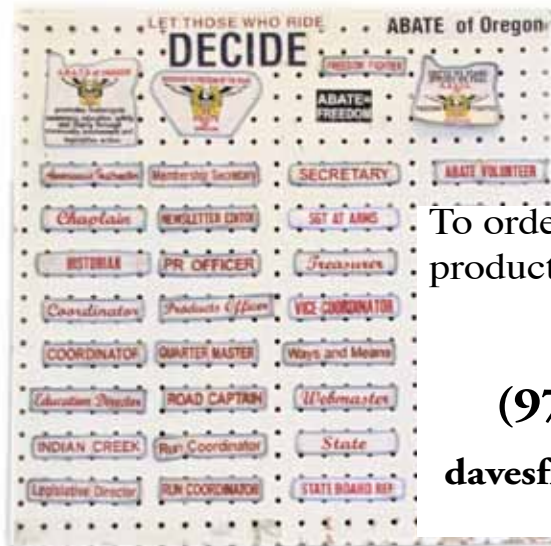 LET THOSE WHO RIDE
DECIDE
ABATE of Oregon
FREEDOM FIGHTER
ABATE=
FREEDOM
Membership Secretary
SECRETARY
ABATE VOLUNTEER
Chaplain
NEWSLETTER EDITOR
SGT AT ARMS
HISTORIAN
PR OFFICER
Treasurer
Coordinator
Products Officer
VICE COORDINATOR
COORDINATOR
QUARTER MASTER
Ways and Means
Education Director
ROAD CAPTAIN
Webmaster
INDIAN CREEK
Run Coordinator
State
Legislative Director
RUN COORDINATOR
STATE BOARD REP
To orde
product
(97
davesf